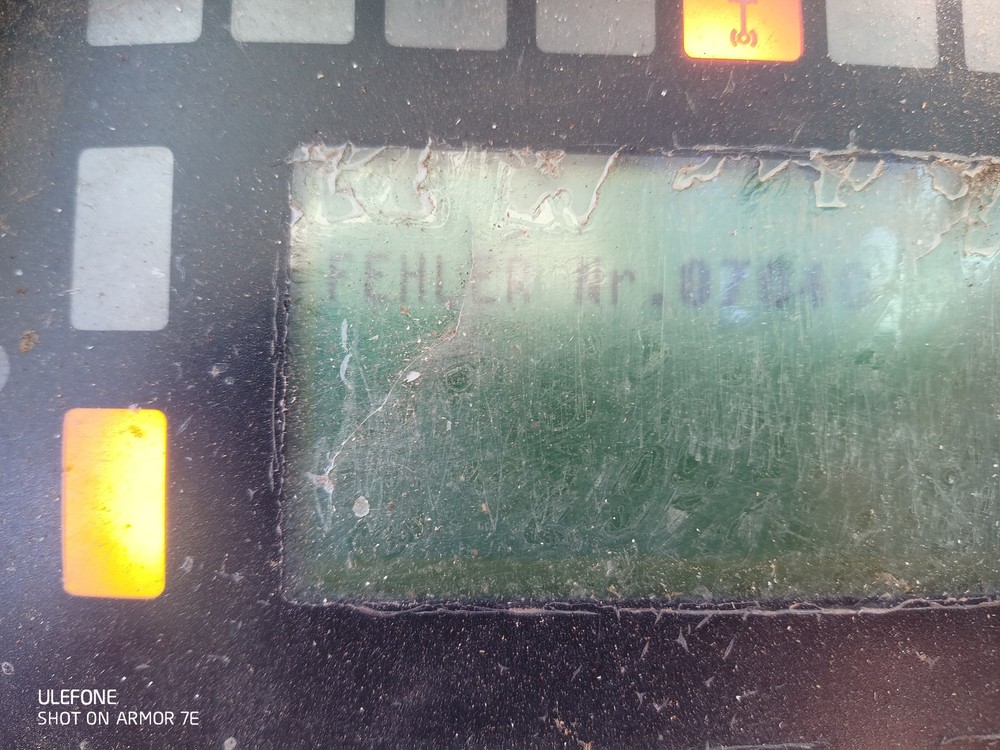 FEHLER Nr.
ULEFONE
SHOT ON ARMOR 7E